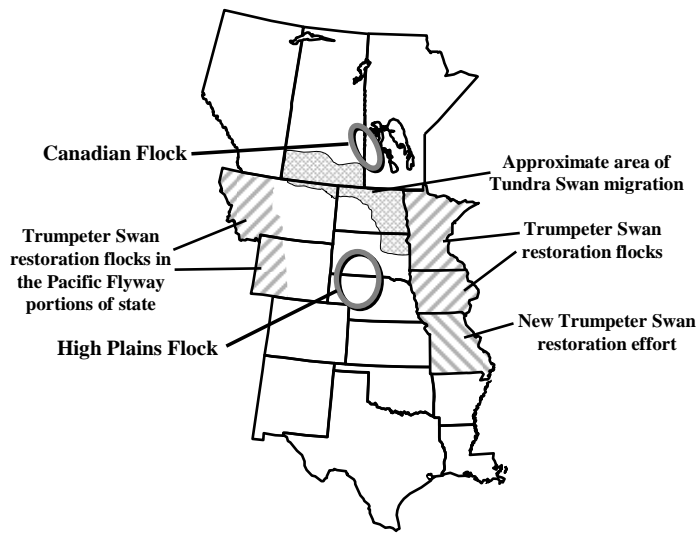 Canadian Flock
Approximate area of
Tundra Swan migration
Trumpeter Swan
restoration flocks in
the Pacific Flyway
portions of state
Trumpeter Swan
restoration flocks
New Trumpeter Swan
restoration effort
High Plains Flock